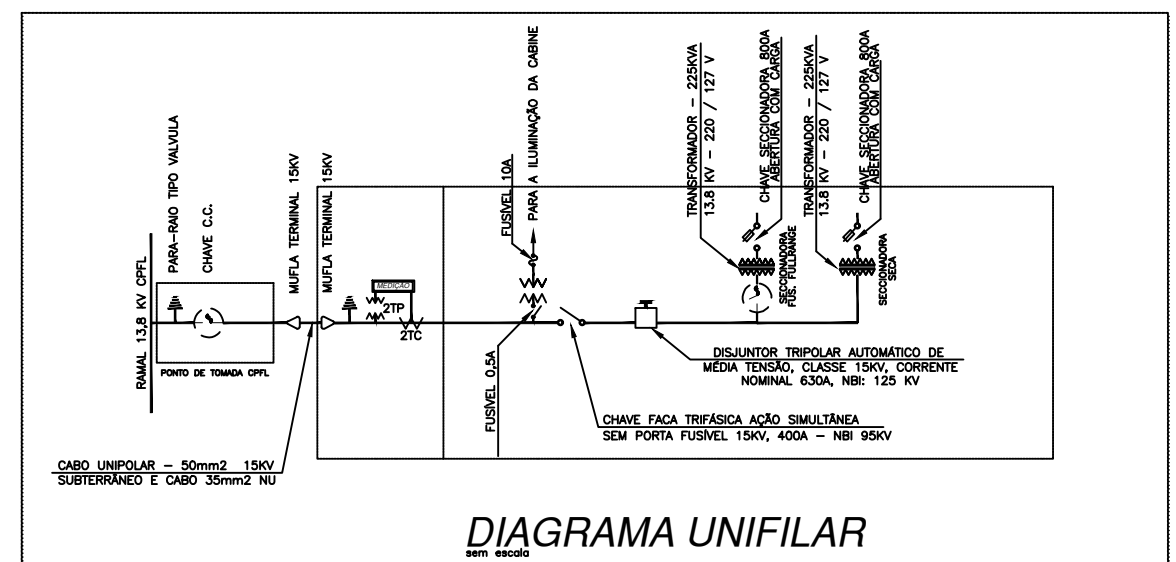 RAMAL 13,8 KV CPFL
PARA-RAIO TIPO VALVULA
CHAVE C.C.
PONTO DE TOMADA CPFL
MUFLA TERMINAL 15KV
MUFLA TERMINAL 15KV
MEDIÇÃO
2TP
2TC
FUSÍVEL 10A
PARA A ILUMINAÇÃO DA CABINE
FUSÍVEL 0,5A
TRANSFORMADOR - 225KVA
13.8 KV - 220 / 127 V
CHAVE SECCIONADORA 800A
ABERTURA COM CARGA
TRANSFORMADOR - 225KVA
13.8 KV - 220 / 127 V
CHAVE SECCIONADORA 800A
ABERTURA COM CARGA
SECCIONADORA
FUS. FULLRANGE
SECCIONADORA
SECA
DISJUNTOR TRIPOLAR AUTOMÁTICO DE
MÉDIA TENSÃO, CLASSE 15KV, CORRENTE
NOMINAL 630A, NBI: 125 KV
CHAVE FACA TRIFÁSICA AÇÃO SIMULTÂNEA
SEM PORTA FUSÍVEL 15KV, 400A - NBI 95KV
CABO UNIPOLAR - 50mm2 15KV
SUBTERRÂNEO E CABO 35mm2 NU
DIAGRAMA UNIFILAR
sem escala